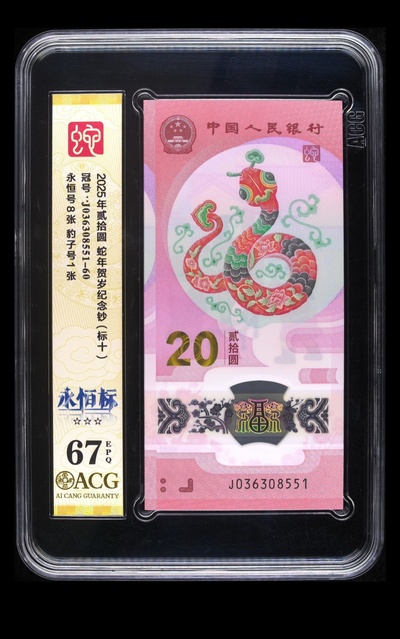 2025年贰拾圆 蛇年贺岁纪念钞（标十）
冠号：J036308551-60
永恒号8张 豹子号1张
永恒标
67 EPQ
ACG
AI CANG GUARANTY
中国人民银行
20 贰拾圆
福
J036308551
ACG